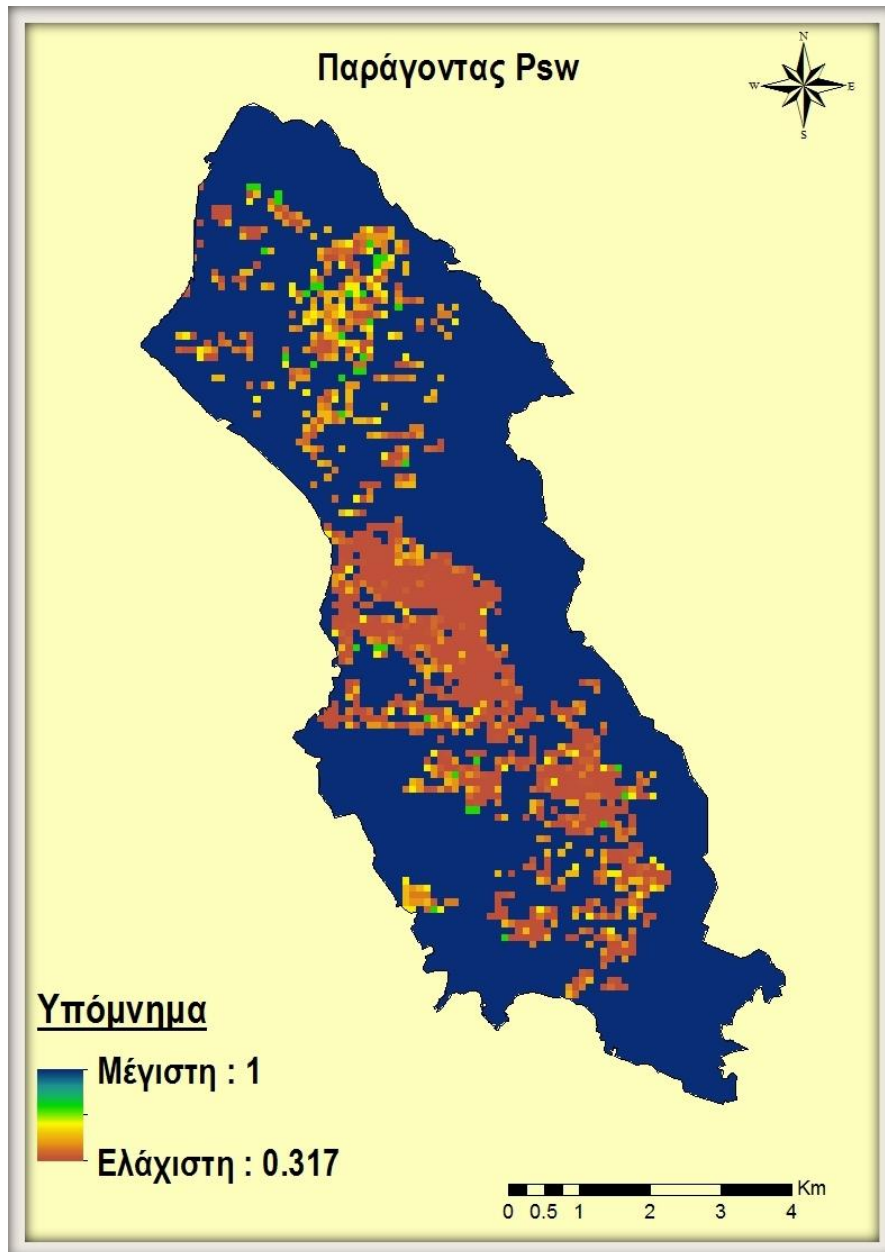 Παράγοντας Psw
N
W E
S
Υπόμνημα
Μέγιστη : 1
Ελάχιστη : 0.317
Km
0 0.5 1 2 3 4